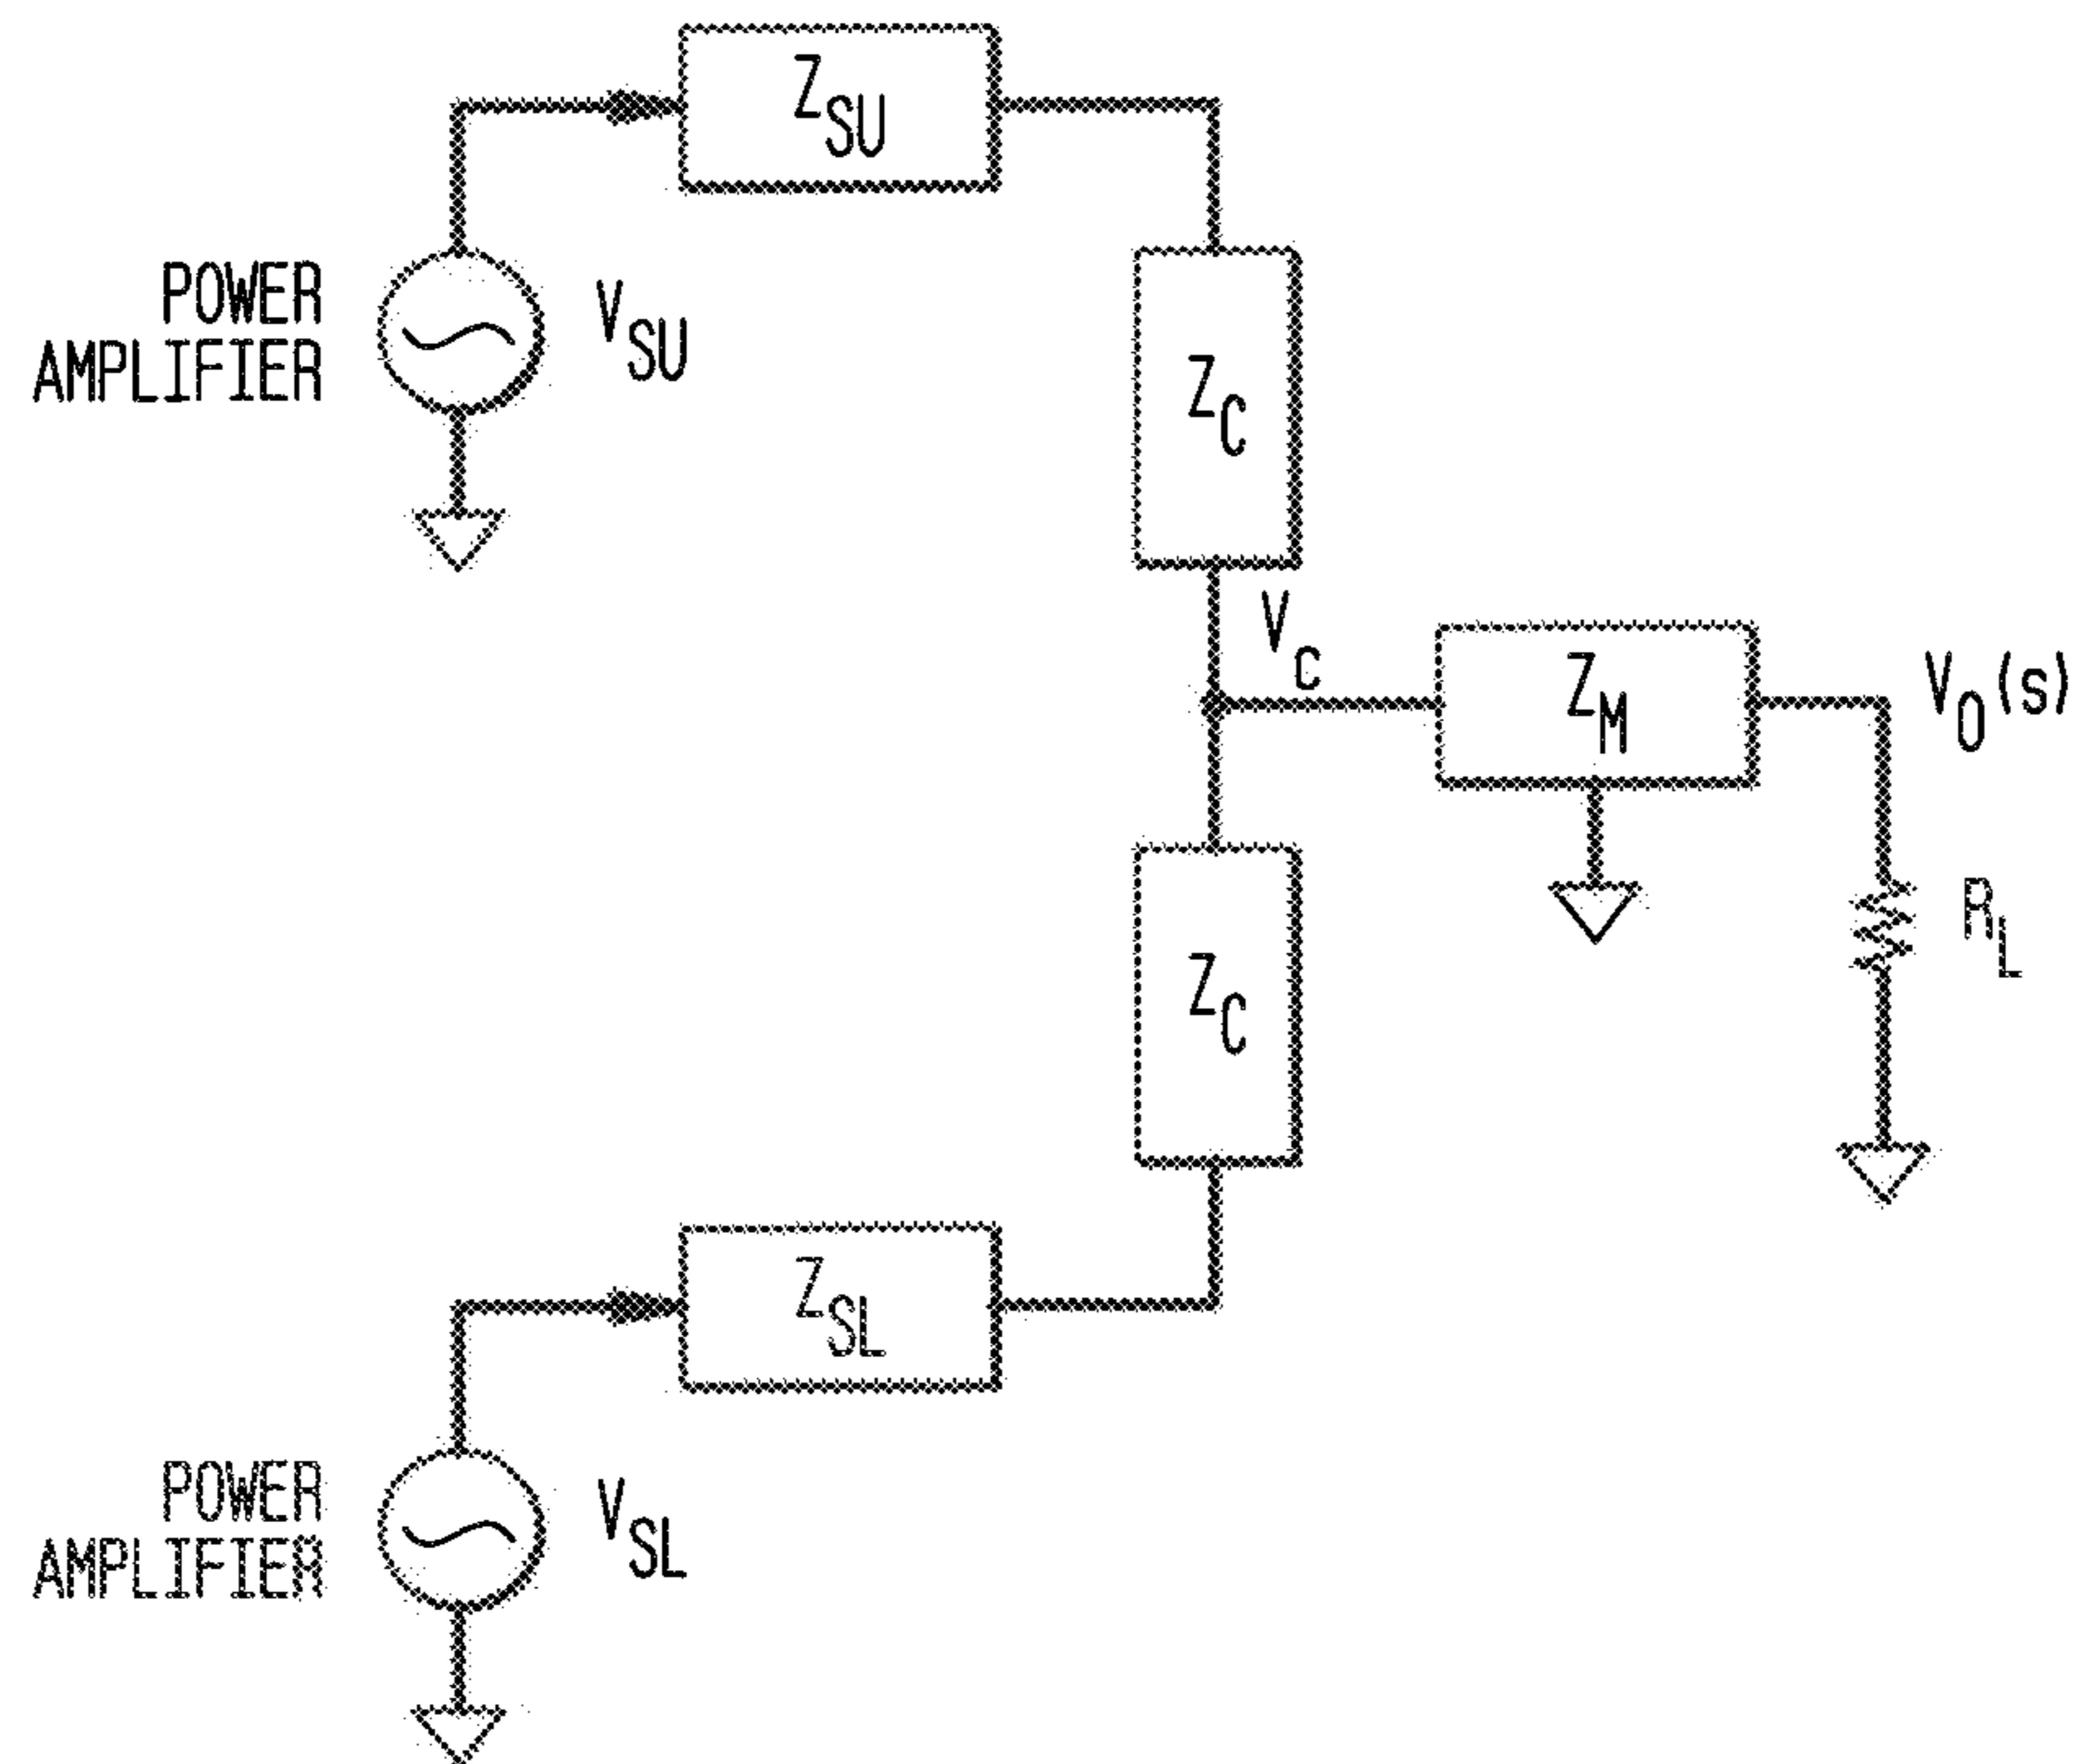 Z_SU
POWER
AMPLIFIER
V_SU
Z_C
V_C
Z_M
V_O(s)
R_L
Z_C
Z_SL
POWER
AMPLIFIER
V_SL